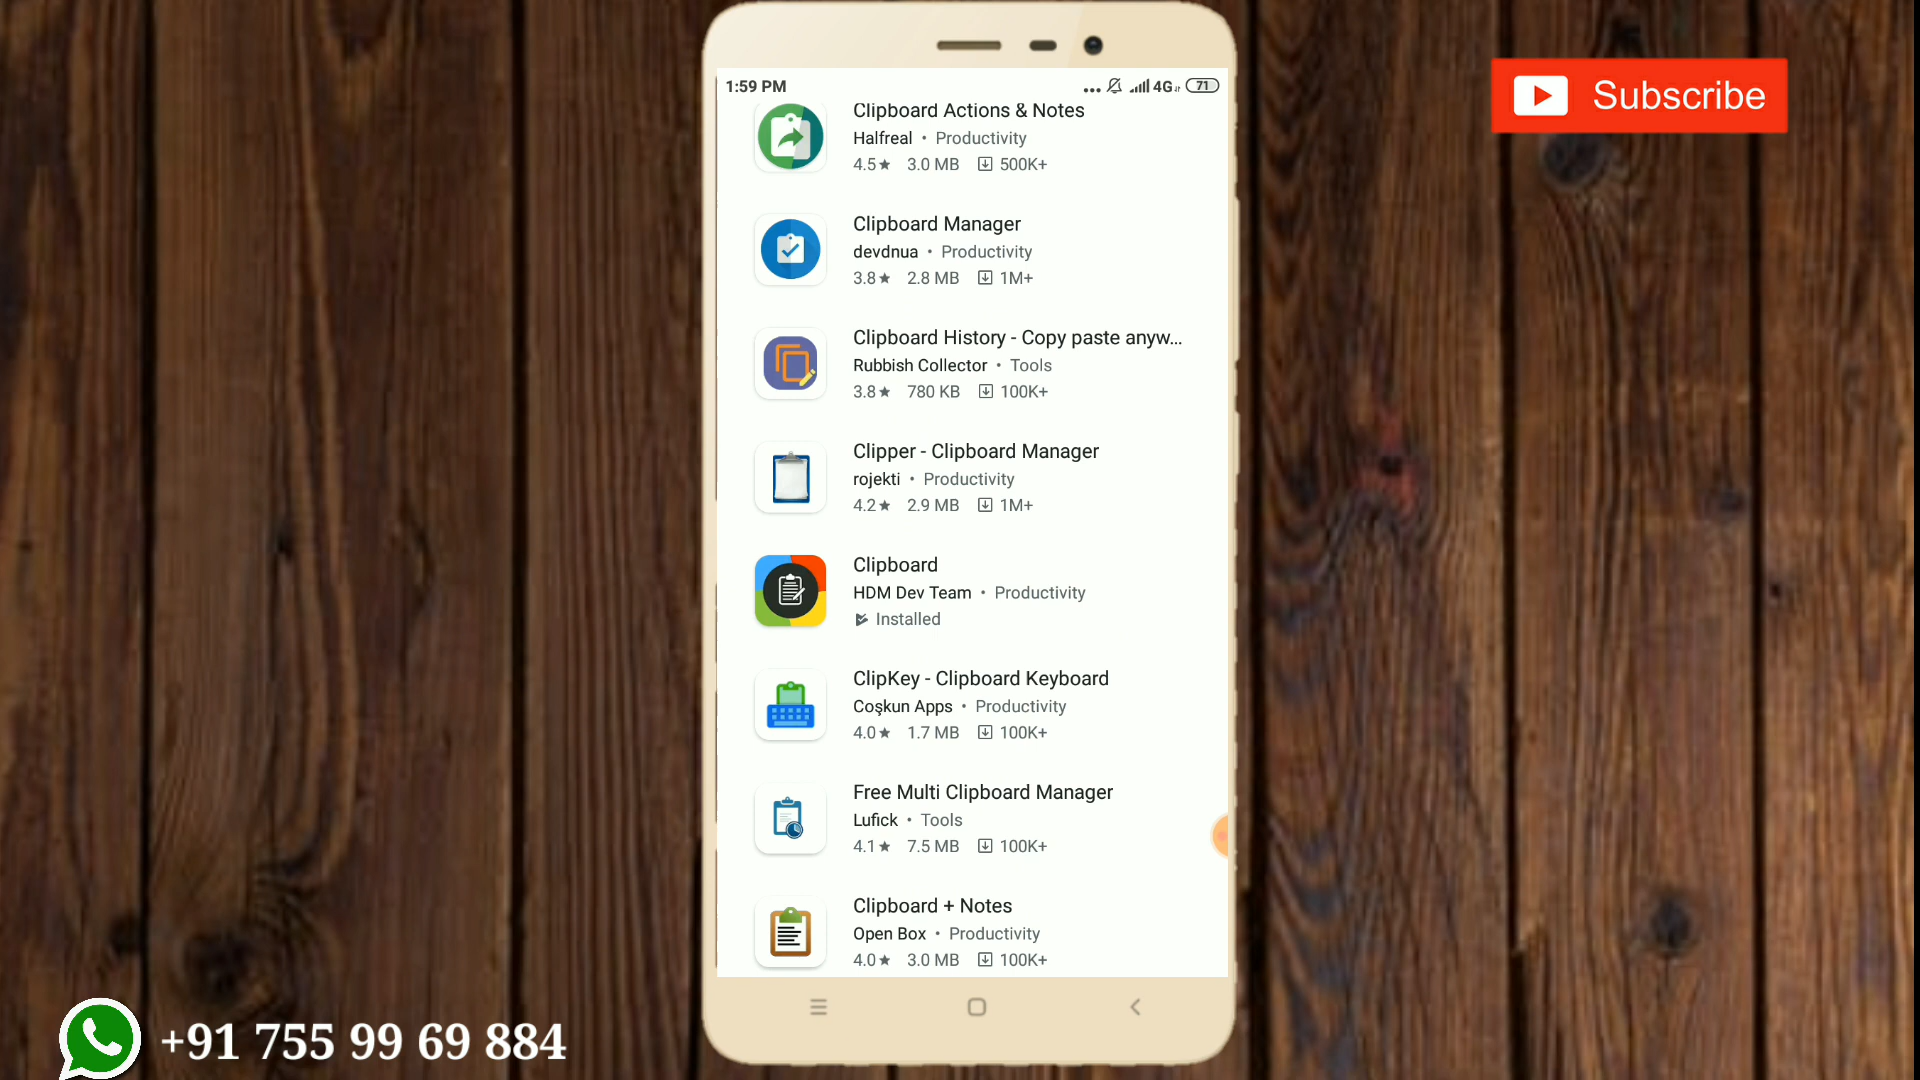 1:59 PM
4G
71
Subscribe
Clipboard Actions & Notes
Halfreal • Productivity
4.5★ 3.0 MB 500K+
Clipboard Manager
devdnua • Productivity
3.8★ 2.8 MB 1M+
Clipboard History - Copy paste anyw...
Rubbish Collector • Tools
3.8★ 780 KB 100K+
Clipper - Clipboard Manager
rojekti • Productivity
4.2★ 2.9 MB 1M+
Clipboard
HDM Dev Team • Productivity
Installed
ClipKey - Clipboard Keyboard
Coşkun Apps • Productivity
4.0★ 1.7 MB 100K+
Free Multi Clipboard Manager
Lufick • Tools
4.1★ 7.5 MB 100K+
Clipboard + Notes
Open Box • Productivity
4.0★ 3.0 MB 100K+
+91 755 99 69 884